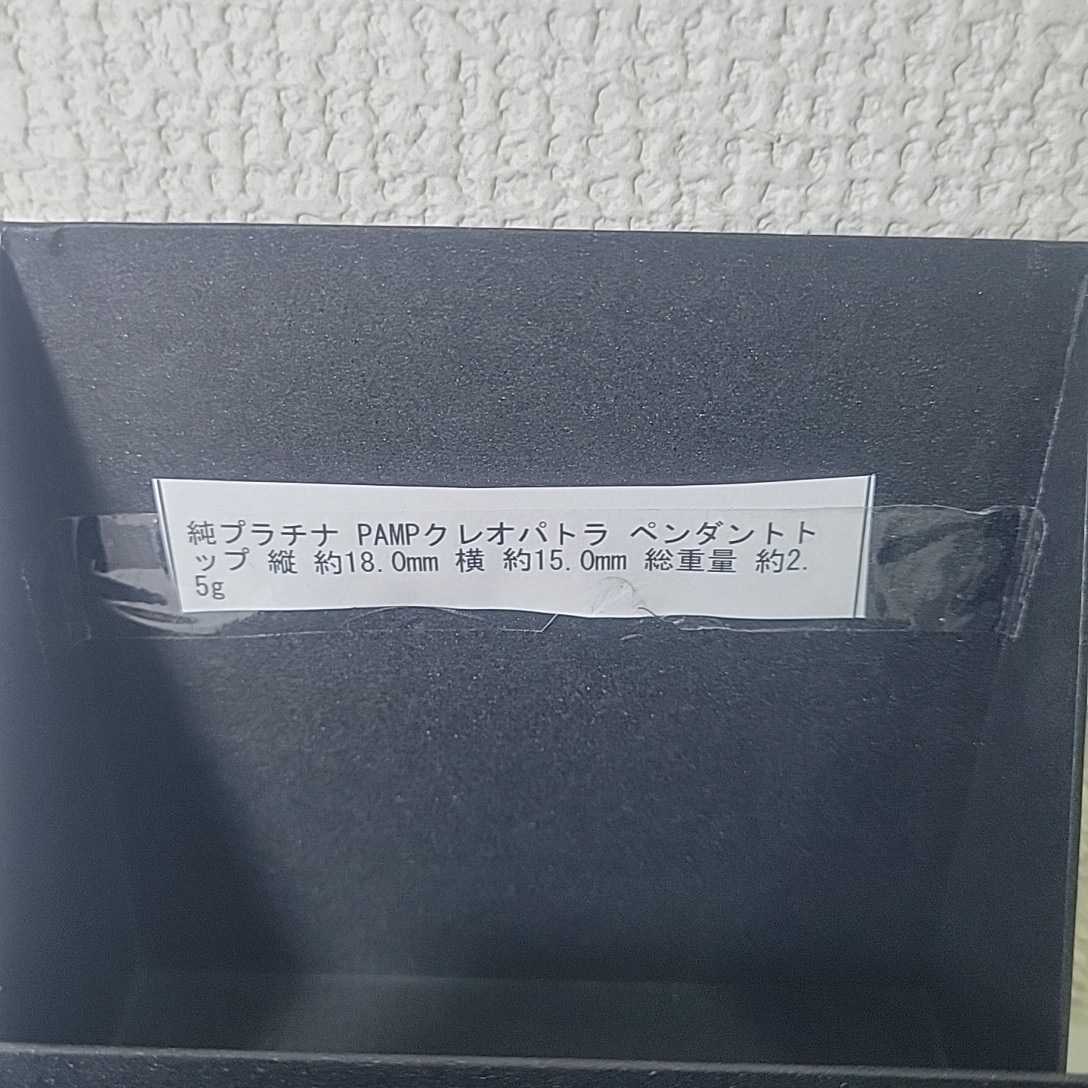 純プラチナ PAMPクレオパトラ ペンダントト
ップ 縦 約18.0mm 横 約15.0mm 総重量 約2.
5g